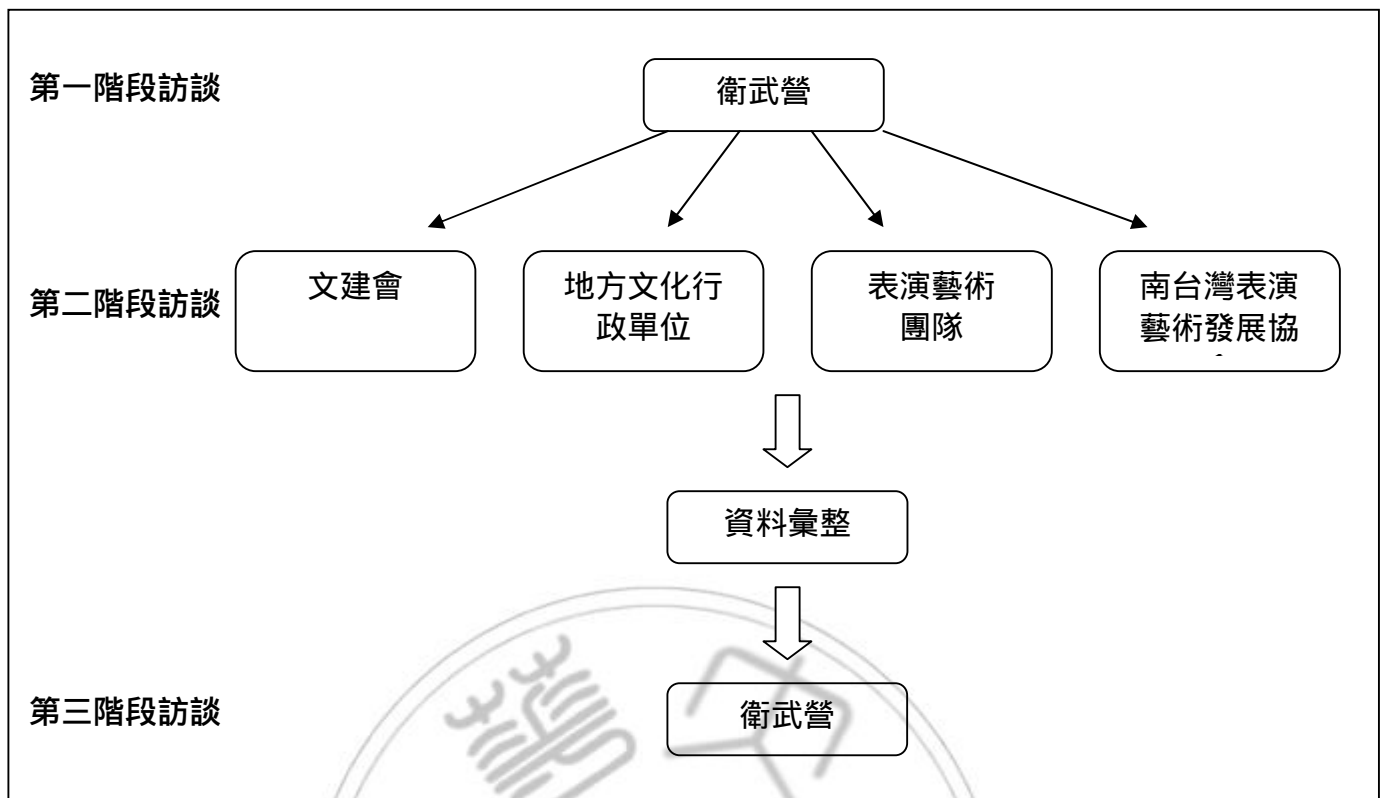 第一階段訪談
衛武營
第二階段訪談
文建會
地方文化行
政單位
表演藝術
團隊
南台灣表演
藝術發展協
資料彙整
第三階段訪談
衛武營